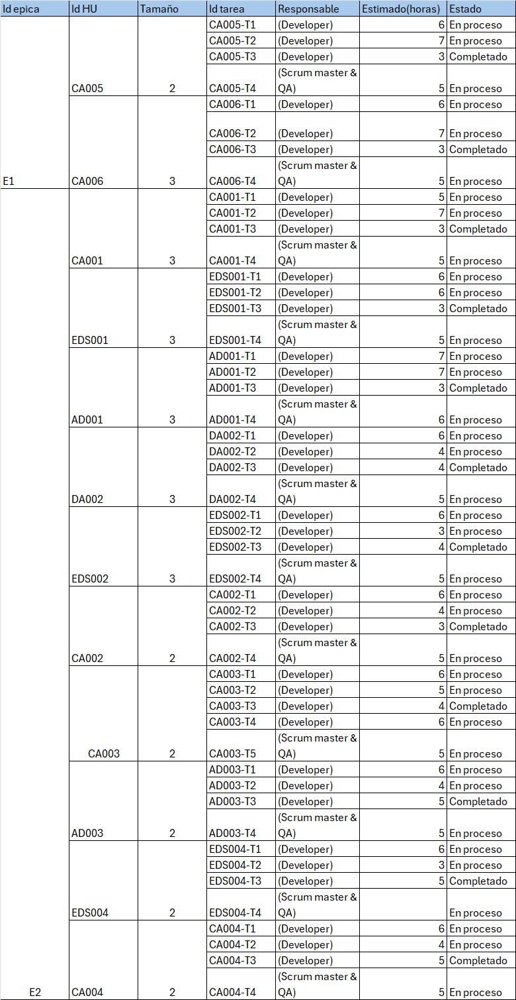 Id epica Id HU Tamaño Id tarea Responsable Estimado(horas) Estado
CA005-T1 (Developer) 6 En proceso
CA005-T2 (Developer) 7 En proceso
CA005-T3 (Developer) 3 Completado
(Scrum master &
CA005 2 CA005-T4 QA) 5 En proceso
CA006-T1 (Developer) 6 En proceso
CA006-T2 (Developer) 7 En proceso
CA006-T3 (Developer) 3 Completado
(Scrum master &
E1 CA006 3 CA006-T4 QA) 5 En proceso
CA001-T1 (Developer) 5 En proceso
CA001-T2 (Developer) 7 En proceso
CA001-T3 (Developer) 3 Completado
(Scrum master &
CA001 3 CA001-T4 QA) 5 En proceso
EDS001-T1 (Developer) 6 En proceso
EDS001-T2 (Developer) 6 En proceso
EDS001-T3 (Developer) 3 Completado
(Scrum master &
EDS001 3 EDS001-T4 QA) 5 En proceso
AD001-T1 (Developer) 7 En proceso
AD001-T2 (Developer) 7 En proceso
AD001-T3 (Developer) 3 Completado
(Scrum master &
AD001 3 AD001-T4 QA) 6 En proceso
DA002-T1 (Developer) 6 En proceso
DA002-T2 (Developer) 4 En proceso
DA002-T3 (Developer) 4 Completado
(Scrum master &
DA002 3 DA002-T4 QA) 5 En proceso
EDS002-T1 (Developer) 6 En proceso
EDS002-T2 (Developer) 3 En proceso
EDS002-T3 (Developer) 4 Completado
(Scrum master &
EDS002 3 EDS002-T4 QA) 5 En proceso
CA002-T1 (Developer) 6 En proceso
CA002-T2 (Developer) 4 En proceso
CA002-T3 (Developer) 3 Completado
(Scrum master &
CA002 2 CA002-T4 QA) 5 En proceso
CA003-T1 (Developer) 6 En proceso
CA003-T2 (Developer) 5 En proceso
CA003-T3 (Developer) 4 Completado
CA003-T4 (Developer) 6 En proceso
(Scrum master &
CA003 2 CA003-T5 QA) 5 En proceso
AD003-T1 (Developer) 6 En proceso
AD003-T2 (Developer) 4 En proceso
AD003-T3 (Developer) 5 Completado
(Scrum master &
AD003 2 AD003-T4 QA) 5 En proceso
EDS004-T1 (Developer) 6 En proceso
EDS004-T2 (Developer) 3 En proceso
EDS004-T3 (Developer) 5 Completado
(Scrum master &
EDS004 2 EDS004-T4 QA) En proceso
CA004-T1 (Developer) 6 En proceso
CA004-T2 (Developer) 4 En proceso
CA004-T3 (Developer) 5 Completado
(Scrum master &
E2 CA004 2 CA004-T4 QA) 5 En proceso